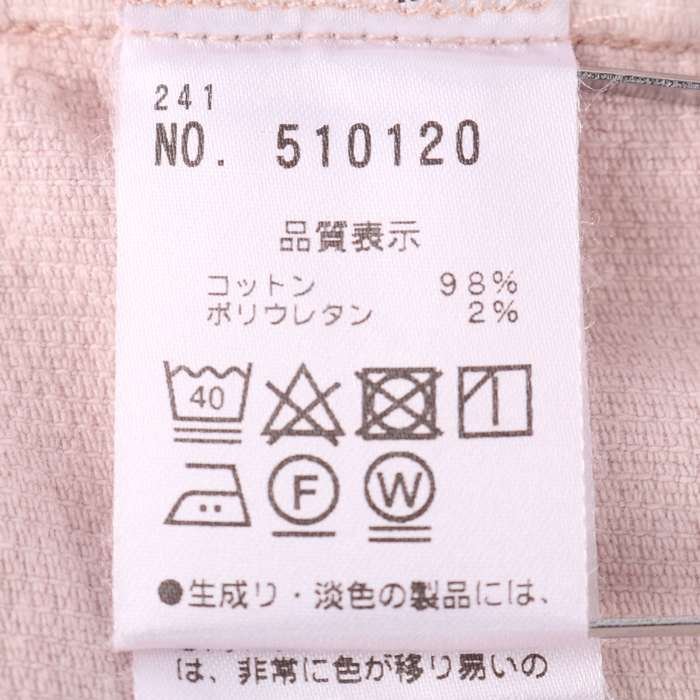 241
NO. 510120
品質表示
コットン 98%
ポリウレタン 2%
40
F W
●生成り・淡色の製品には、
は、非常に色が移り易いの